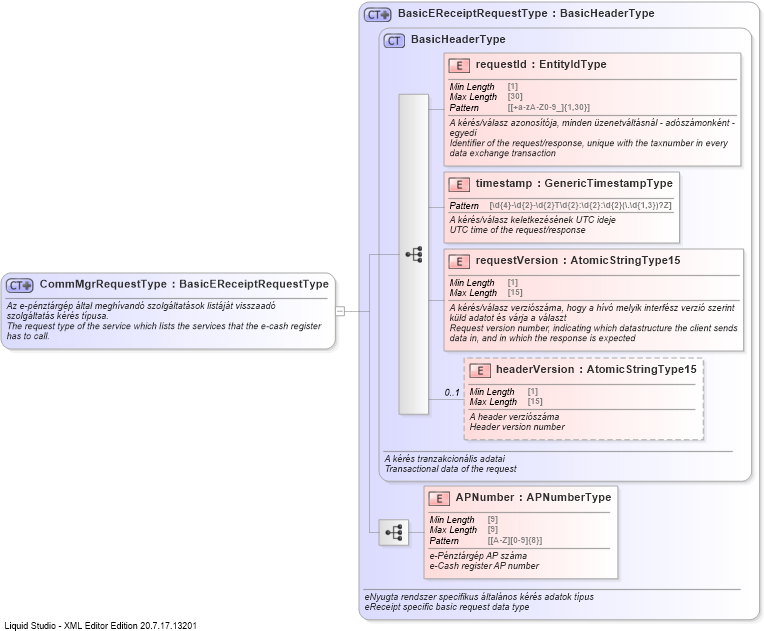 CT BasicEReceiptRequestType : BasicHeaderType
CT BasicHeaderType
E requestId : EntityIdType
Min Length [1]
Max Length [30]
Pattern [[+a-zA-Z0-9_]{1,30}]
A kérés/válasz azonosítója, minden üzenetváltásnál - adószámonként -
egyedi
Identifier of the request/response, unique with the taxnumber in every
data exchange transaction
E timestamp : GenericTimestampType
Pattern [\d{4}-\d{2}-\d{2}T\d{2}:\d{2}:\d{2}(\.\d{1,3})?Z]
A kérés/válasz keletkezésének UTC ideje
UTC time of the request/response
E requestVersion : AtomicStringType15
Min Length [1]
Max Length [15]
A kérés/válasz verziószáma, hogy a hívó melyik interfész verzió szerint
küld adatot és várja a választ
Request version number, indicating which datastructure the client sends
data in, and in which the response is expected
CT CommMgrRequestType : BasicEReceiptRequestType
Az e-pénztárgép által meghívandó szolgáltatások listáját visszaadó
szolgáltatás kérés típusa.
The request type of the service which lists the services that the e-cash register
has to call.
0..1
E headerVersion : AtomicStringType15
Min Length [1]
Max Length [15]
A header verziószáma
Header version number
A kérés tranzakcionális adatai
Transactional data of the request
E APNumber : APNumberType
Min Length [9]
Max Length [9]
Pattern [[A-Z][0-9]{8}]
e-Pénztárgép AP száma
e-Cash register AP number
eNyugta rendszer specifikus általános kérés adatok típus
eReceipt specific basic request data type
Liquid Studio - XML Editor Edition 20.7.17.13201